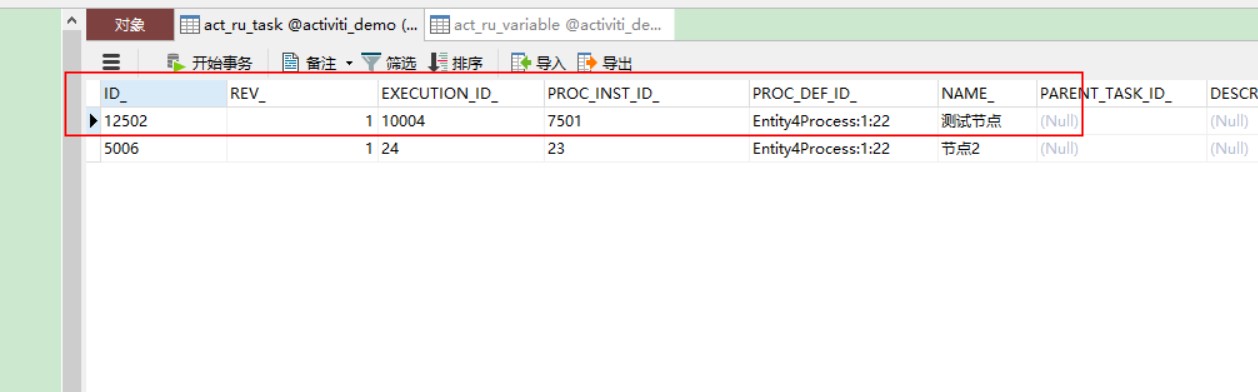 对象 act_ru_task @activiti_demo (... act_ru_variable @activiti_de...
开始事务 备注 筛选 排序 导入 导出
ID_ REV_ EXECUTION_ID_ PROC_INST_ID_ PROC_DEF_ID_ NAME_ PARENT_TASK_ID_ DESCR
12502 1 10004 7501 Entity4Process:1:22 测试节点 (Null) (Null)
5006 1 24 23 Entity4Process:1:22 节点2 (Null) (Null)